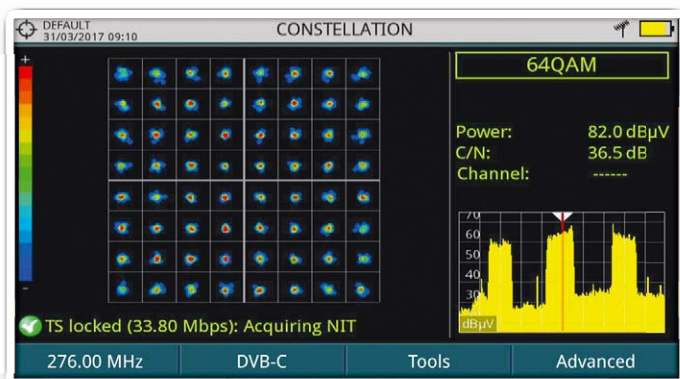 DEFAULT
31/03/2017 09:10
CONSTELLATION
+
-
64QAM
Power: 82.0 dBµV
C/N: 36.5 dB
Channel: ------
70
60
50
40
30
dBµV
TS locked (33.80 Mbps): Acquiring NIT
276.00 MHz
DVB-C
Tools
Advanced